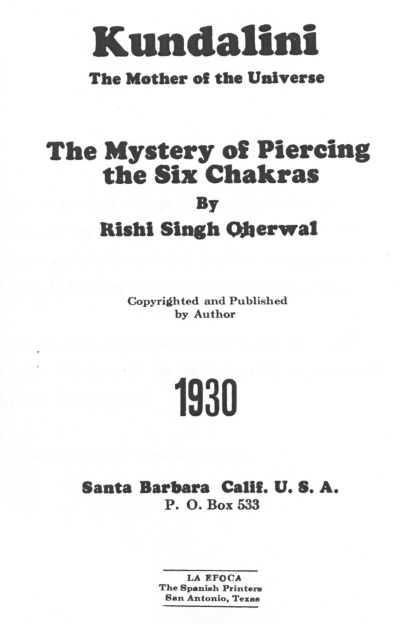 Kundalini
The Mother of the Universe
The Mystery of Piercing
the Six Chakras
By
Rishi Singh Gherwal
Copyrighted and Published
by Author
1930
Santa Barbara Calif. U. S. A.
P. O. Box 533
LA EPOCA
The Spanish Printers
San Antonio, Texas